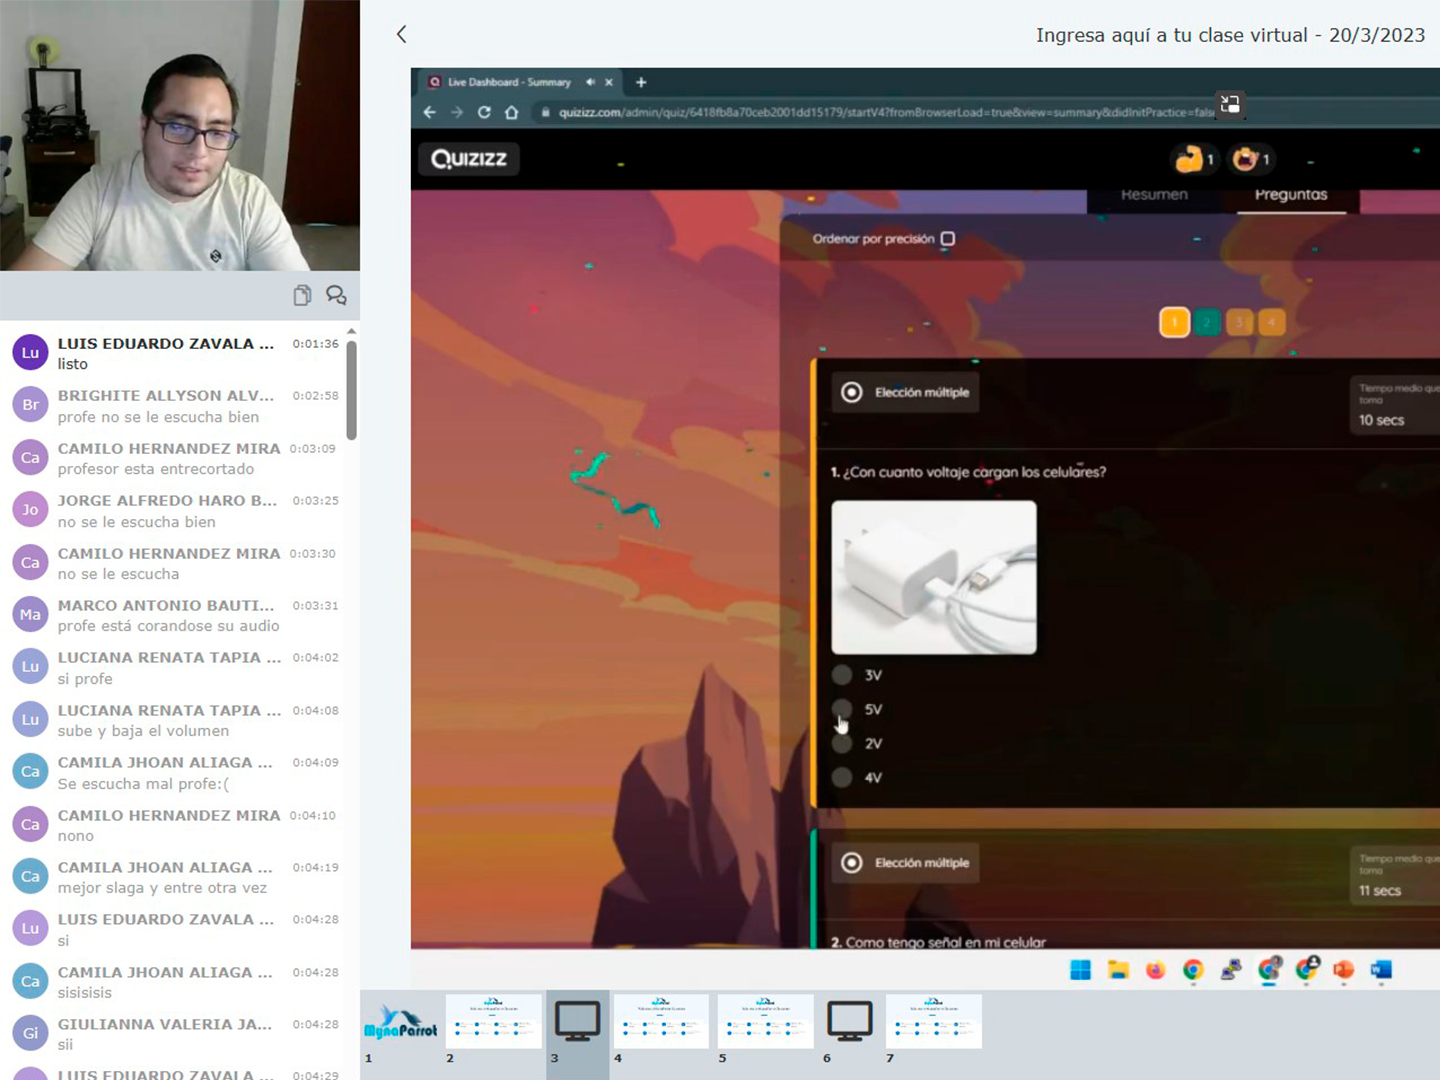 Ingresa aquí a tu clase virtual - 20/3/2023
Live Dashboard - Summary
quizizz.com/admin/quiz/6418fb8a70ceb2001dd15179/startV4?fromBrowserLoad=true&view=summary&didInitPractice=false
QUIZIZZ
1
1
Resumen
Preguntas
Ordenar por precisión
1 2 3 4
Elección múltiple
Tiempo medio que
toma
10 secs
1. ¿Con cuanto voltaje cargan los celulares?
3V
5V
2V
4V
Elección múltiple
Tiempo medio que
toma
11 secs
2. Como tengo señal en mi celular
Lu
LUIS EDUARDO ZAVALA ... 0:01:36
listo
Br
BRIGHITE ALLYSON ALV... 0:02:58
profe no se le escucha bien
Ca
CAMILO HERNANDEZ MIRA 0:03:09
profesor esta entrecortado
Jo
JORGE ALFREDO HARO B... 0:03:25
no se le escucha bien
Ca
CAMILO HERNANDEZ MIRA 0:03:30
no se le escucha
Ma
MARCO ANTONIO BAUTI... 0:03:31
profe está corandose su audio
Lu
LUCIANA RENATA TAPIA ... 0:04:02
si profe
Lu
LUCIANA RENATA TAPIA ... 0:04:08
sube y baja el volumen
Ca
CAMILA JHOAN ALIAGA ... 0:04:09
Se escucha mal profe:(
Ca
CAMILO HERNANDEZ MIRA 0:04:10
nono
Ca
CAMILA JHOAN ALIAGA ... 0:04:19
mejor slaga y entre otra vez
Lu
LUIS EDUARDO ZAVALA ... 0:04:28
si
Ca
CAMILA JHOAN ALIAGA ... 0:04:28
sisisisis
Gi
GIULIANNA VALERIA JA... 0:04:28
sii
LUIS EDUARDO ZAVALA ... 0:04:29
MynaParrot
1 2 3 4 5 6 7